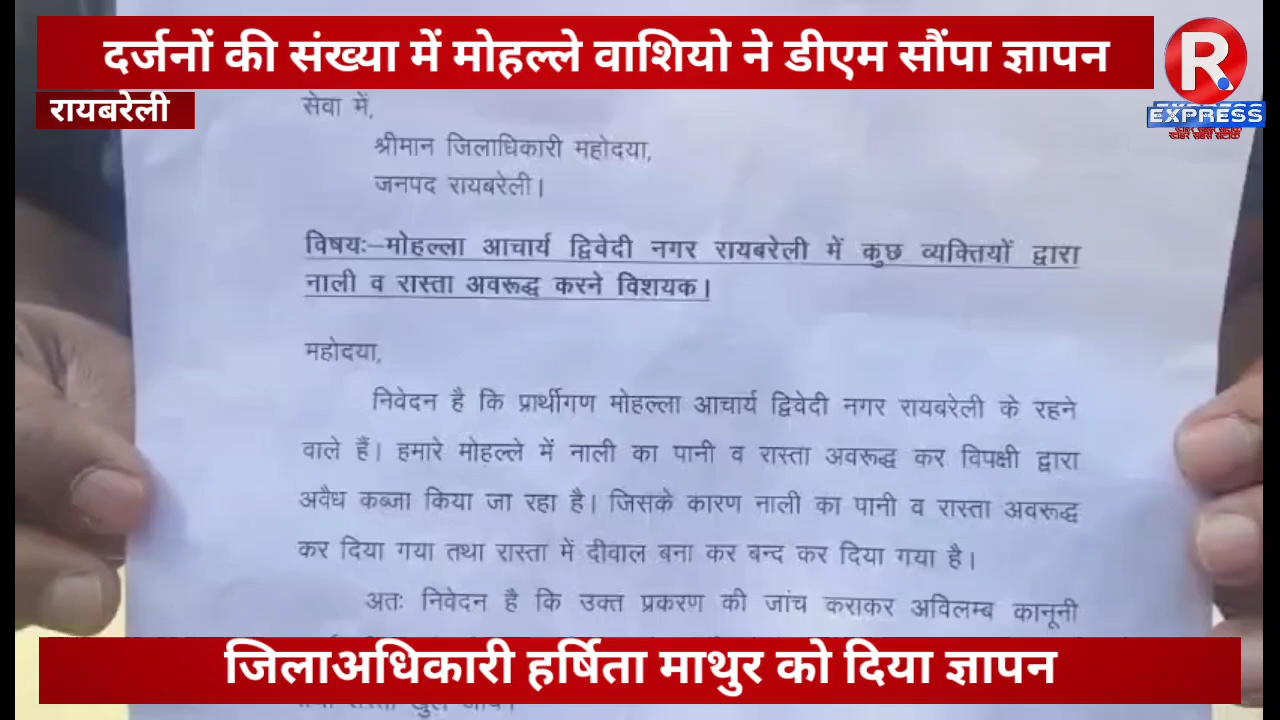 दर्जनों की संख्या में मोहल्ले वाशियो ने डीएम सौंपा ज्ञापन
R.
EXPRESS
रायबरेली
सेवा में,
श्रीमान जिलाधिकारी महोदया,
जनपद रायबरेली।
विषयः–मोहल्ला आचार्य द्विवेदी नगर रायबरेली में कुछ व्यक्तियों द्वारा
नाली व रास्ता अवरूद्ध करने विशयक।
महोदया,
निवेदन है कि प्रार्थीगण मोहल्ला आचार्य द्विवेदी नगर रायबरेली के रहने
वाले हैं। हमारे मोहल्ले में नाली का पानी व रास्ता अवरूद्ध कर विपक्षी द्वारा
अवैध कब्जा किया जा रहा है। जिसके कारण नाली का पानी व रास्ता अवरूद्ध
कर दिया गया तथा रास्ता में दीवाल बना कर बन्द कर दिया गया है।
अतः निवेदन है कि उक्त प्रकरण की जांच कराकर अविलम्ब कानूनी
जिलाअधिकारी हर्षिता माथुर को दिया ज्ञापन